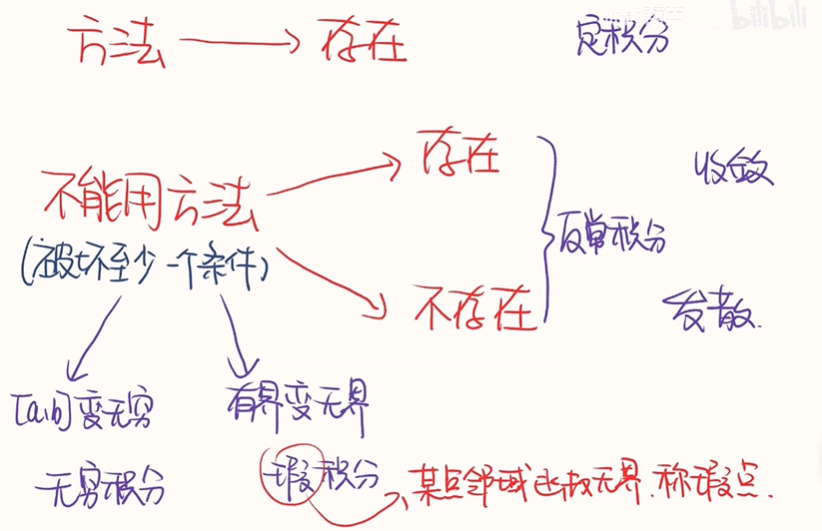 方法 → 存在 定积分
bilibili
存在 收敛
不能用方法
反常积分
(破坏至少一个条件)
不存在 发散.
[a,b]变无穷 有界变无界
无穷积分 瑕积分 某点邻域函数无界.称瑕点.